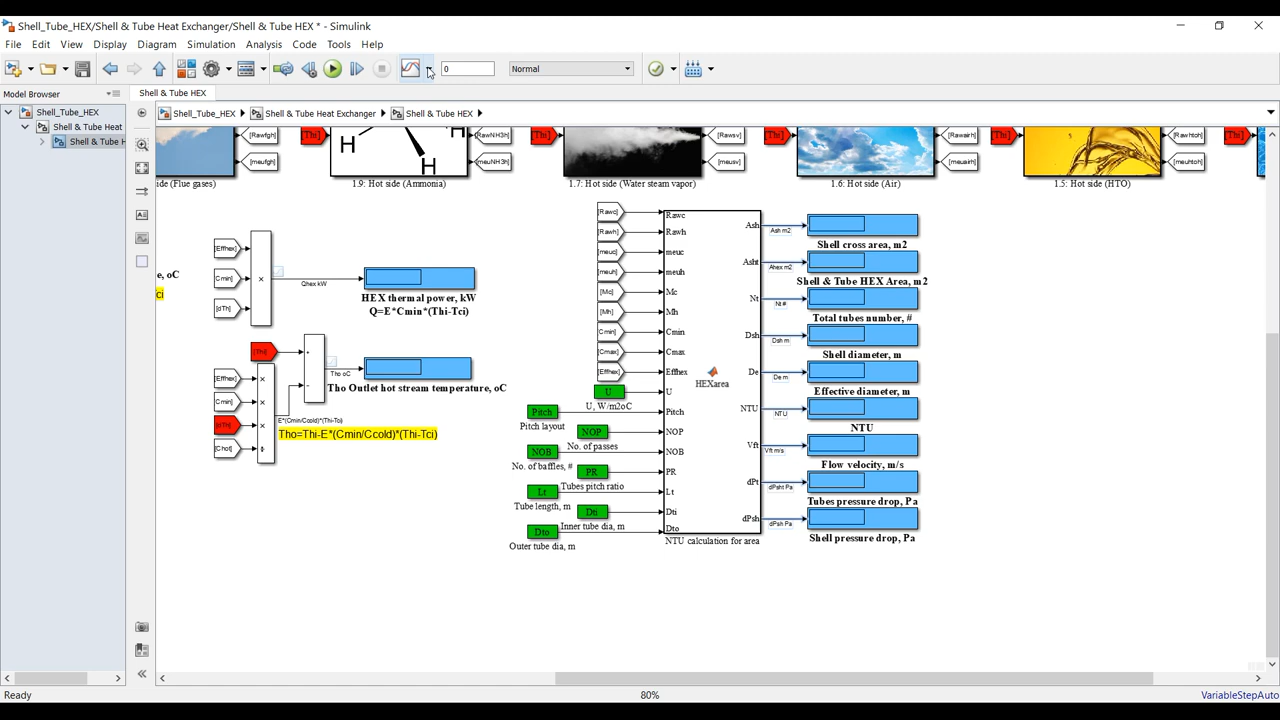 Shell_Tube_HEX/Shell & Tube Heat Exchanger/Shell & Tube HEX * - Simulink
File Edit View Display Diagram Simulation Analysis Code Tools Help
0 Normal
Model Browser
Shell & Tube HEX
Shell_Tube_HEX
Shell & Tube Heat
Shell & Tube H
Shell_Tube_HEX Shell & Tube Heat Exchanger Shell & Tube HEX
[Rawfgh] [Thi] H H [RawNH3h] [Thi] [Rawsv] [Thi] [Rawairh] [Thi] [Rawhtoh] [Thi]
[meufgh] H [meuNH3h] [meusv] [meuairh] [meuhtoh]
ide (Flue gases) 1.9: Hot side (Ammonia) 1.7: Hot side (Water steam vapor) 1.6: Hot side (Air) 1.5: Hot side (HTO)
e, oC
ci
[Effhex]
[Cmin] × Qhex kW
[dTh]
HEX thermal power, kW
Q=E*Cmin*(Thi-Tci)
[Thi] +
Tho oC
-
Tho Outlet hot stream temperature, oC
[Effhex] ×
[Cmin] ×
[dTh] ×
[Chot] ÷
E*(Cmin/Ccold)*(Thi-Tci)
Tho=Thi-E*(Cmin/Ccold)*(Thi-Tci)
[Rawc] Rawc
[Rawh] Rawh
[meuc] meuc
[meuh] meuh
[Mc] Mc
[Mh] Mh
[Cmin] Cmin
[Cmax] Cmax
[Effhex] Effhex
U U
U, W/m2oC
Pitch Pitch
Pitch layout
NOP NOP
No. of passes
NOB NOB
No. of baffles, #
PR PR
Tubes pitch ratio
Lt Lt
Tube length, m
Dti Dti
Inner tube dia, m
Dto Dto
Outer tube dia, m
HEXarea
NTU calculation for area
Ash Ash m2
Shell cross area, m2
Asht Ahex m2
Shell & Tube HEX Area, m2
Nt Nt #
Total tubes number, #
Dsh Dsh m
Shell diameter, m
De De m
Effective diameter, m
NTU NTU
NTU
Vft Vft m/s
Flow velocity, m/s
dPt dPsht Pa
Tubes pressure drop, Pa
dPsh dPsh Pa
Shell pressure drop, Pa
Ready 80% VariableStepAuto